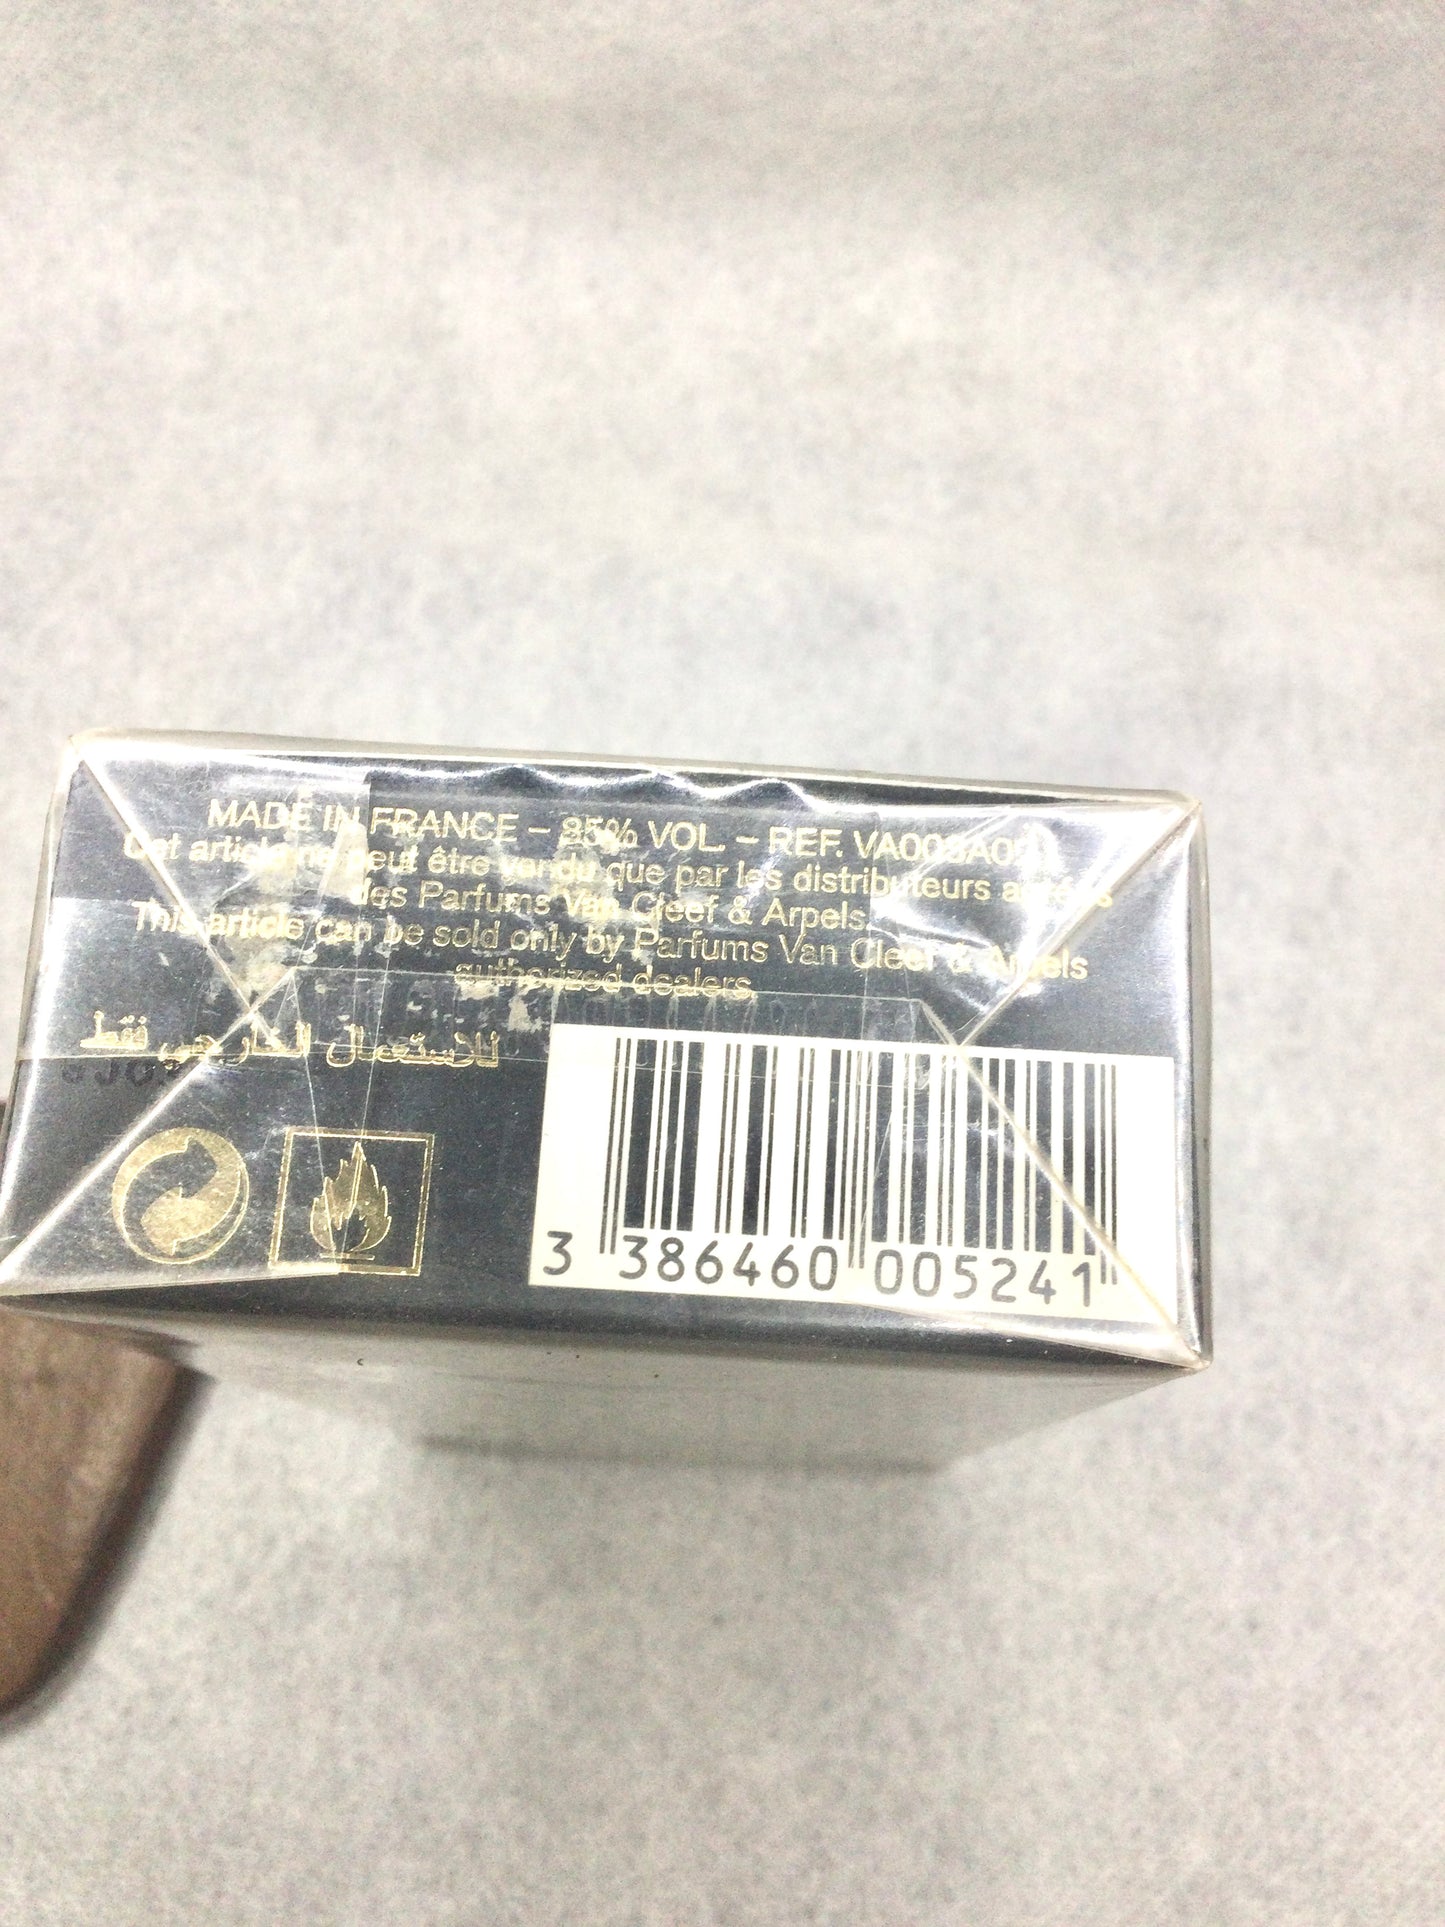 MADE IN FRANCE – 85% VOL. – REF.
Cet article ne peut être vendu que par les distributeurs agréés
des Parfums Van Cleef & Arpels.
This article can be sold only by Parfums Van Cleef & Arpels
authorized dealers.
للاستعمال الخارجي فقط
3 386460 005241